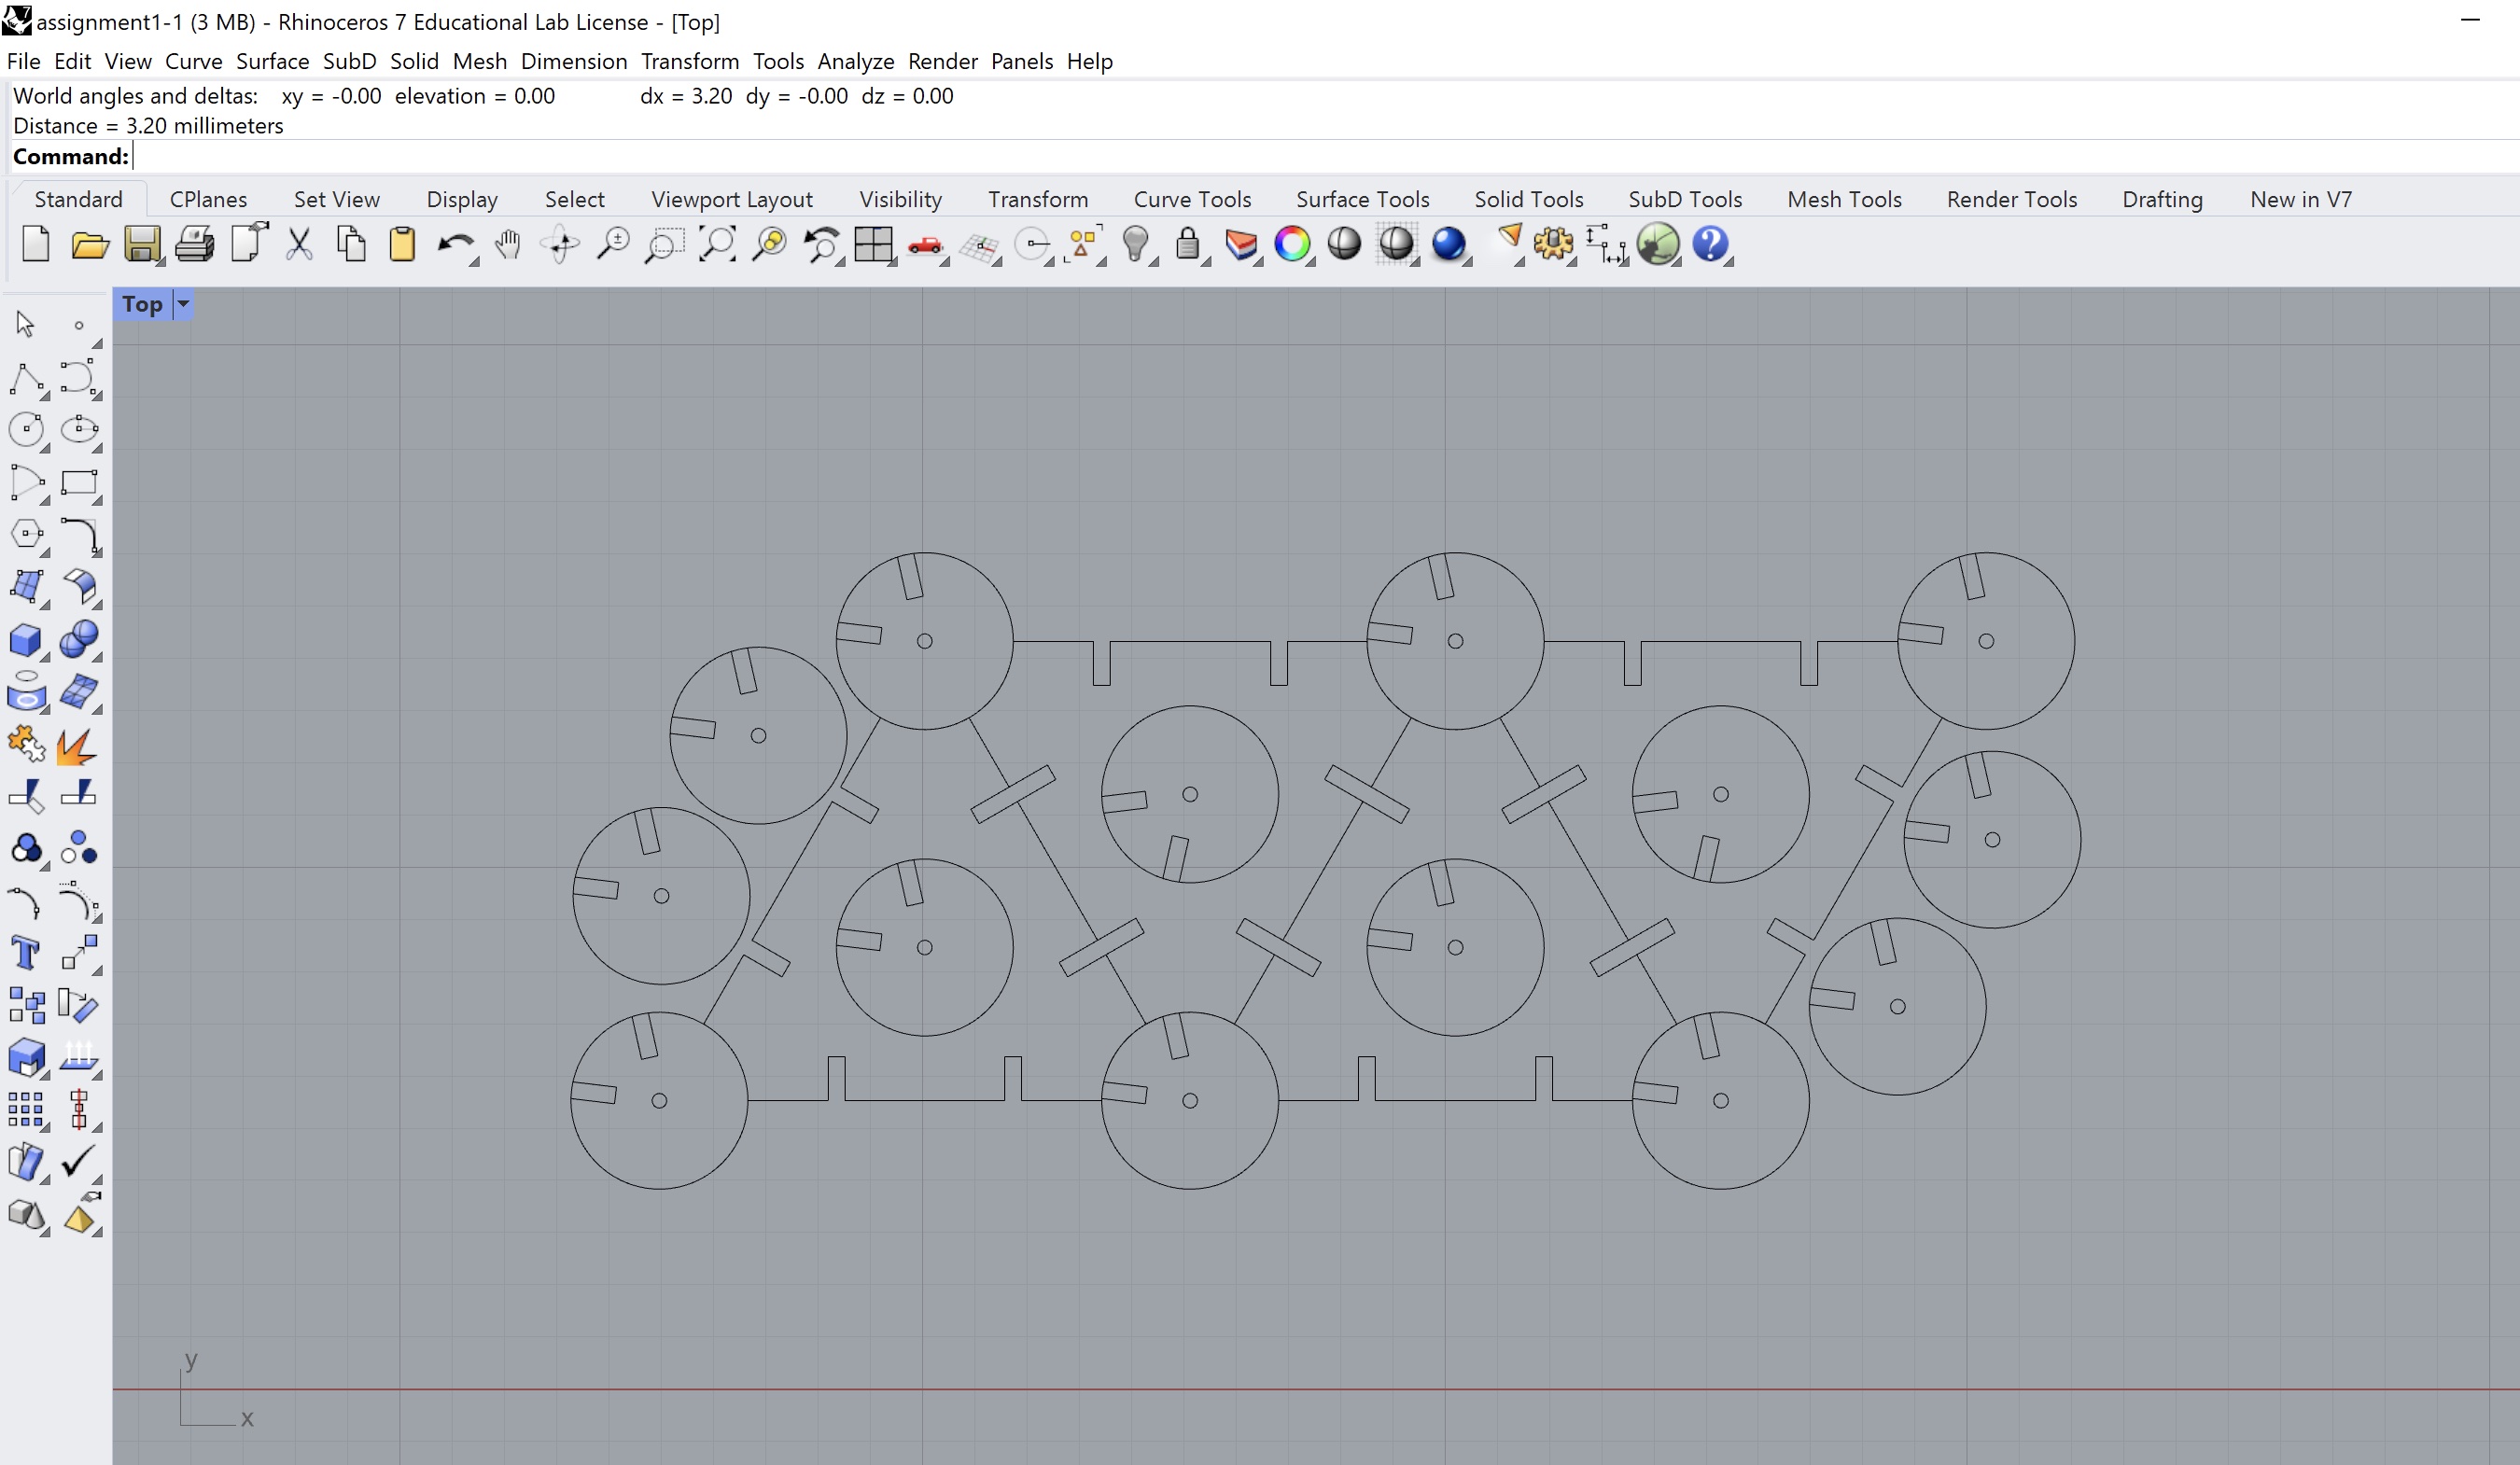 assignment1-1 (3 MB) - Rhinoceros 7 Educational Lab License - [Top]
File Edit View Curve Surface SubD Solid Mesh Dimension Transform Tools Analyze Render Panels Help
World angles and deltas: xy = -0.00 elevation = 0.00 dx = 3.20 dy = -0.00 dz = 0.00
Distance = 3.20 millimeters
Command:
Standard CPlanes Set View Display Select Viewport Layout Visibility Transform Curve Tools Surface Tools Solid Tools SubD Tools Mesh Tools Render Tools Drafting New in V7
Top
y
x